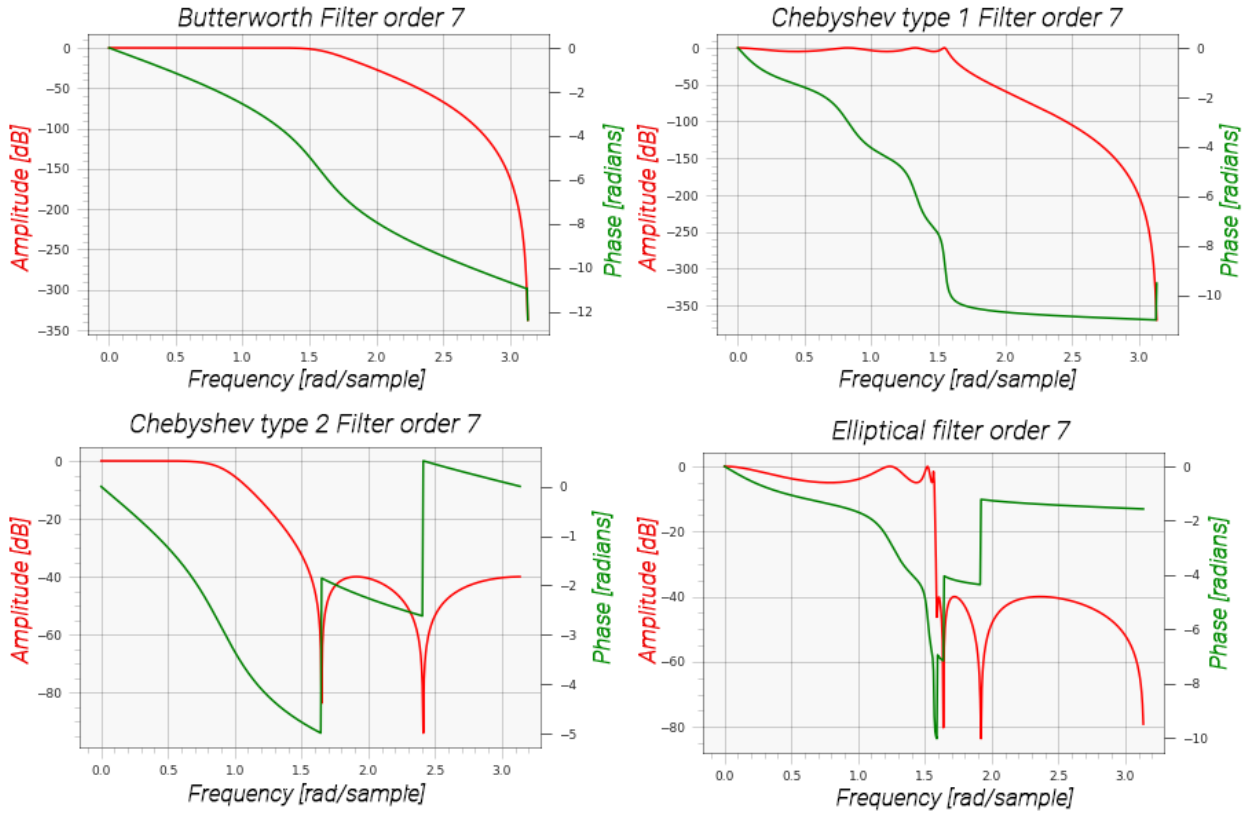 Butterworth Filter order 7
Amplitude [dB]
0
−50
−100
−150
−200
−250
−300
−350
0.0 0.5 1.0 1.5 2.0 2.5 3.0
Frequency [rad/sample]
0
−2
−4
−6
−8
−10
−12
Phase [radians]
Chebyshev type 1 Filter order 7
Amplitude [dB]
0
−50
−100
−150
−200
−250
−300
−350
0.0 0.5 1.0 1.5 2.0 2.5 3.0
Frequency [rad/sample]
0
−2
−4
−6
−8
−10
Phase [radians]
Chebyshev type 2 Filter order 7
Amplitude [dB]
0
−20
−40
−60
−80
0.0 0.5 1.0 1.5 2.0 2.5 3.0
Frequency [rad/sample]
0
−1
−2
−3
−4
−5
Phase [radians]
Elliptical filter order 7
Amplitude [dB]
0
−20
−40
−60
−80
0.0 0.5 1.0 1.5 2.0 2.5 3.0
Frequency [rad/sample]
0
−2
−4
−6
−8
−10
Phase [radians]